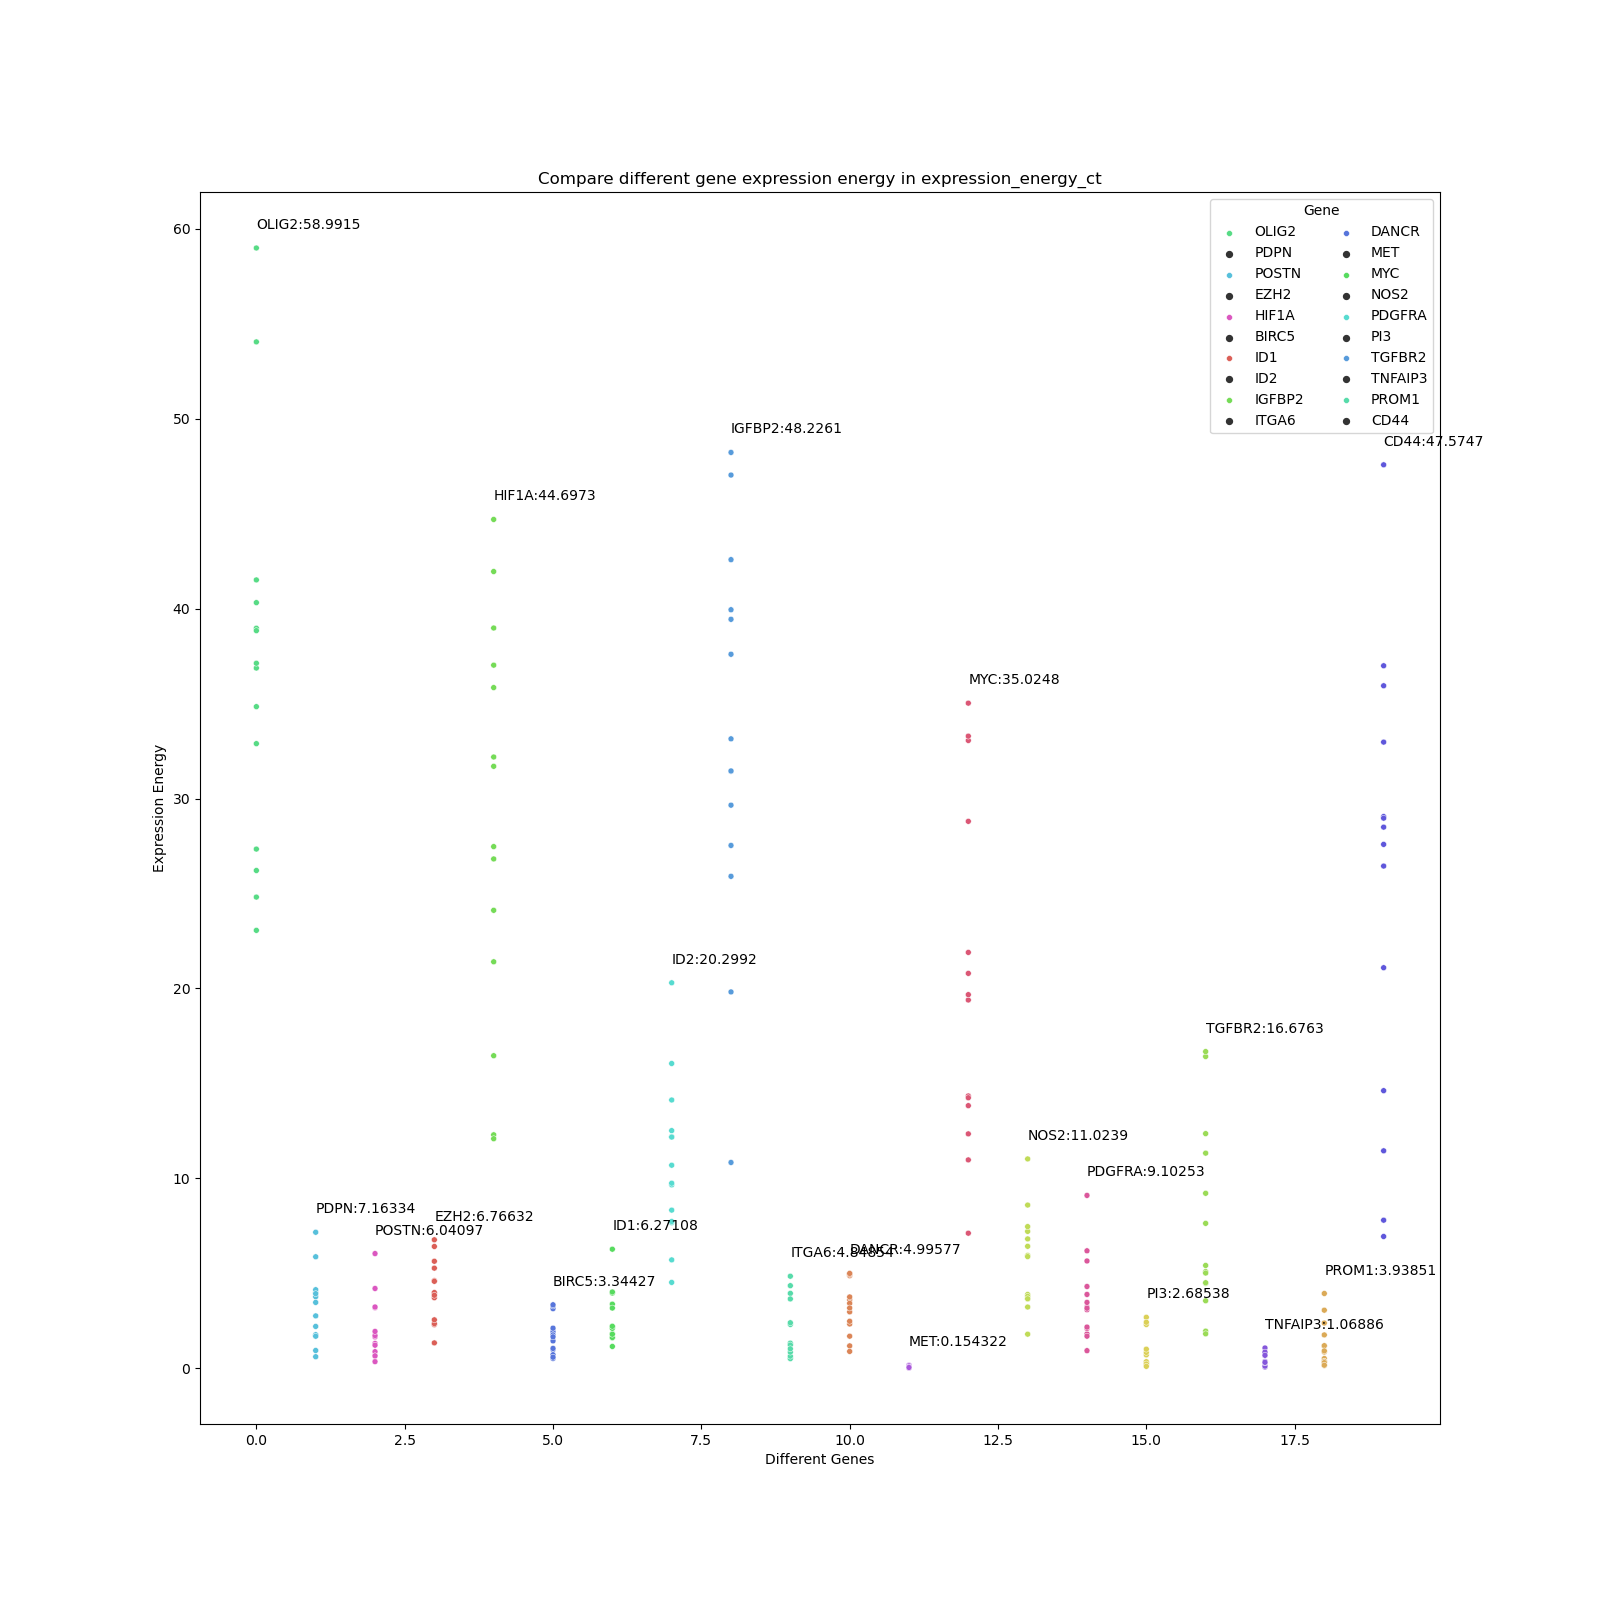 Compare different gene expression energy in expression_energy_ct
Gene
OLIG2
PDPN
POSTN
EZH2
HIF1A
BIRC5
ID1
ID2
IGFBP2
ITGA6
DANCR
MET
MYC
NOS2
PDGFRA
PI3
TGFBR2
TNFAIP3
PROM1
CD44
OLIG2:58.9915
IGFBP2:48.2261
CD44:47.5747
HIF1A:44.6973
MYC:35.0248
ID2:20.2992
TGFBR2:16.6763
NOS2:11.0239
PDGFRA:9.10253
PDPN:7.16334
EZH2:6.76632
POSTN:6.04097
ID1:6.27108
ITGA6:4.84854
DANCR:4.99577
BIRC5:3.34427
PROM1:3.93851
PI3:2.68538
TNFAIP3:1.06886
MET:0.154322
Expression Energy
60
50
40
30
20
10
0
0.0
2.5
5.0
7.5
10.0
12.5
15.0
17.5
Different Genes